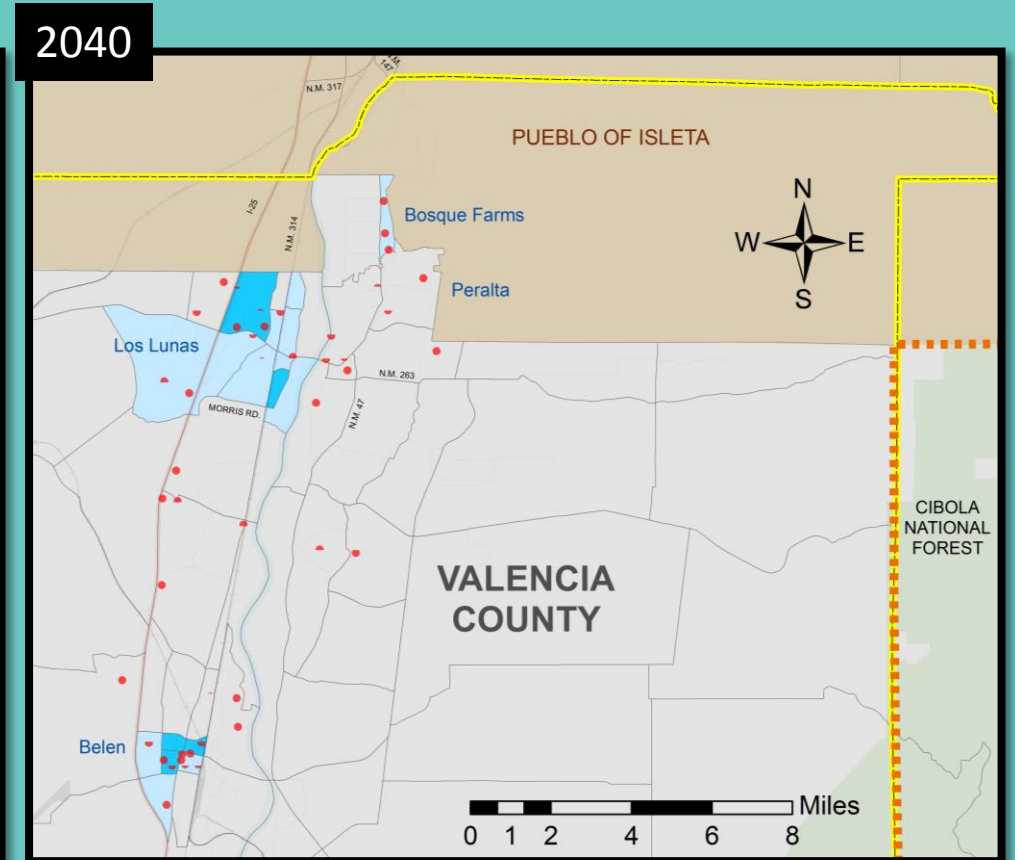 2040
N.M. 147
N.M. 317
PUEBLO OF ISLETA
I-25
N.M. 314
Bosque Farms
N
W E
S
Peralta
Los Lunas
N.M. 263
MORRIS RD.
N.M. 47
CIBOLA
NATIONAL
FOREST
VALENCIA
COUNTY
Belen
Miles
0 1 2 4 6 8